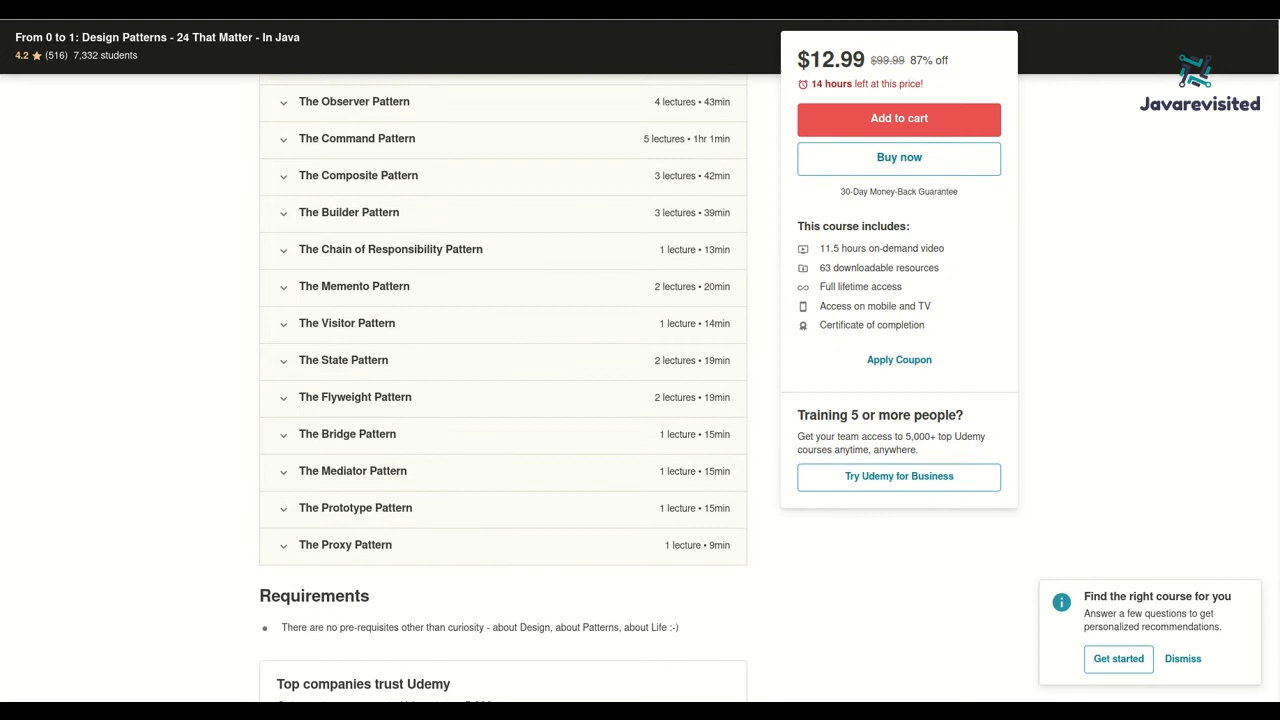 From 0 to 1: Design Patterns - 24 That Matter - In Java
4.2 ★ (516) 7,332 students
The Observer Pattern 4 lectures • 43min
The Command Pattern 5 lectures • 1hr 1min
The Composite Pattern 3 lectures • 42min
The Builder Pattern 3 lectures • 39min
The Chain of Responsibility Pattern 1 lecture • 13min
The Memento Pattern 2 lectures • 20min
The Visitor Pattern 1 lecture • 14min
The State Pattern 2 lectures • 19min
The Flyweight Pattern 2 lectures • 19min
The Bridge Pattern 1 lecture • 15min
The Mediator Pattern 1 lecture • 15min
The Prototype Pattern 1 lecture • 15min
The Proxy Pattern 1 lecture • 9min
Requirements
There are no pre-requisites other than curiosity - about Design, about Patterns, about Life :-)
Top companies trust Udemy
$12.99 $99.99 87% off
14 hours left at this price!
Add to cart
Buy now
30-Day Money-Back Guarantee
This course includes:
11.5 hours on-demand video
63 downloadable resources
Full lifetime access
Access on mobile and TV
Certificate of completion
Apply Coupon
Training 5 or more people?
Get your team access to 5,000+ top Udemy
courses anytime, anywhere.
Try Udemy for Business
Javarevisited
Find the right course for you
Answer a few questions to get
personalized recommendations.
Get started Dismiss